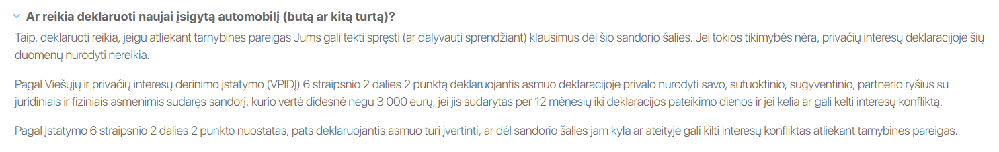 Ar reikia deklaruoti naujai įsigytą automobilį (butą ar kitą turtą)?
Taip, deklaruoti reikia, jeigu atliekant tarnybines pareigas Jums gali tekti spręsti (ar dalyvauti sprendžiant) klausimus dėl šio sandorio šalies. Jei tokios tikimybės nėra, privačių interesų deklaracijoje šių
duomenų nurodyti nereikia.
Pagal Viešųjų ir privačių interesų derinimo įstatymo (VPIDĮ) 6 straipsnio 2 dalies 2 punktą deklaruojantis asmuo deklaracijoje privalo nurodyti savo, sutuoktinio, sugyventinio, partnerio ryšius su
juridiniais ir fiziniais asmenimis sudaręs sandorį, kurio vertė didesnė negu 3 000 eurų, jei jis sudarytas per 12 mėnesių iki deklaracijos pateikimo dienos ir jei kelia ar gali kelti interesų konfliktą.
Pagal Įstatymo 6 straipsnio 2 dalies 2 punkto nuostatas, pats deklaruojantis asmuo turi įvertinti, ar dėl sandorio šalies jam kyla ar ateityje gali kilti interesų konfliktas atliekant tarnybines pareigas.